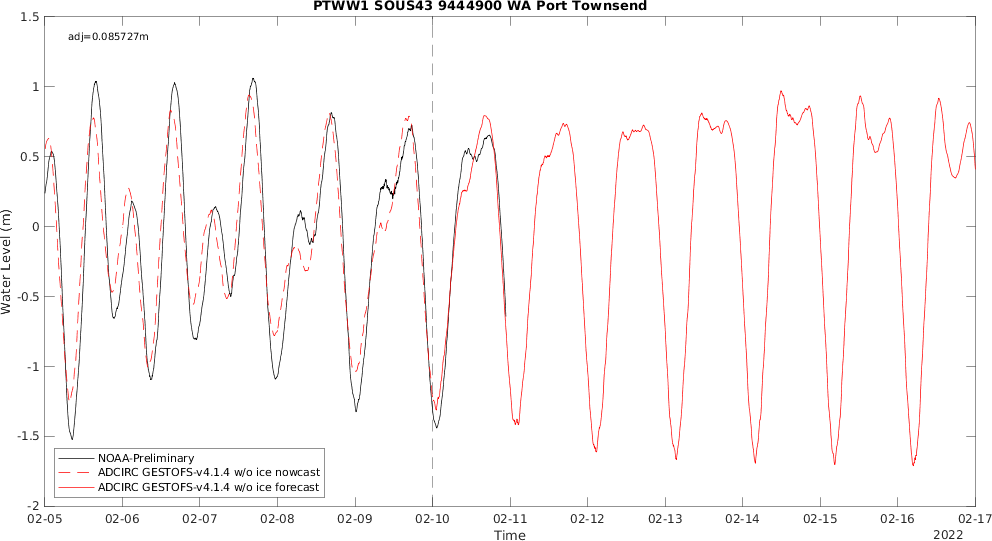 PTWW1 SOUS43 9444900 WA Port Townsend
adj=0.085727m
1.5
1
0.5
0
-0.5
-1
-1.5
-2
Water Level (m)
NOAA-Preliminary
ADCIRC GESTOFS-v4.1.4 w/o ice nowcast
ADCIRC GESTOFS-v4.1.4 w/o ice forecast
02-05 02-06 02-07 02-08 02-09 02-10 02-11 02-12 02-13 02-14 02-15 02-16 02-17
Time
2022